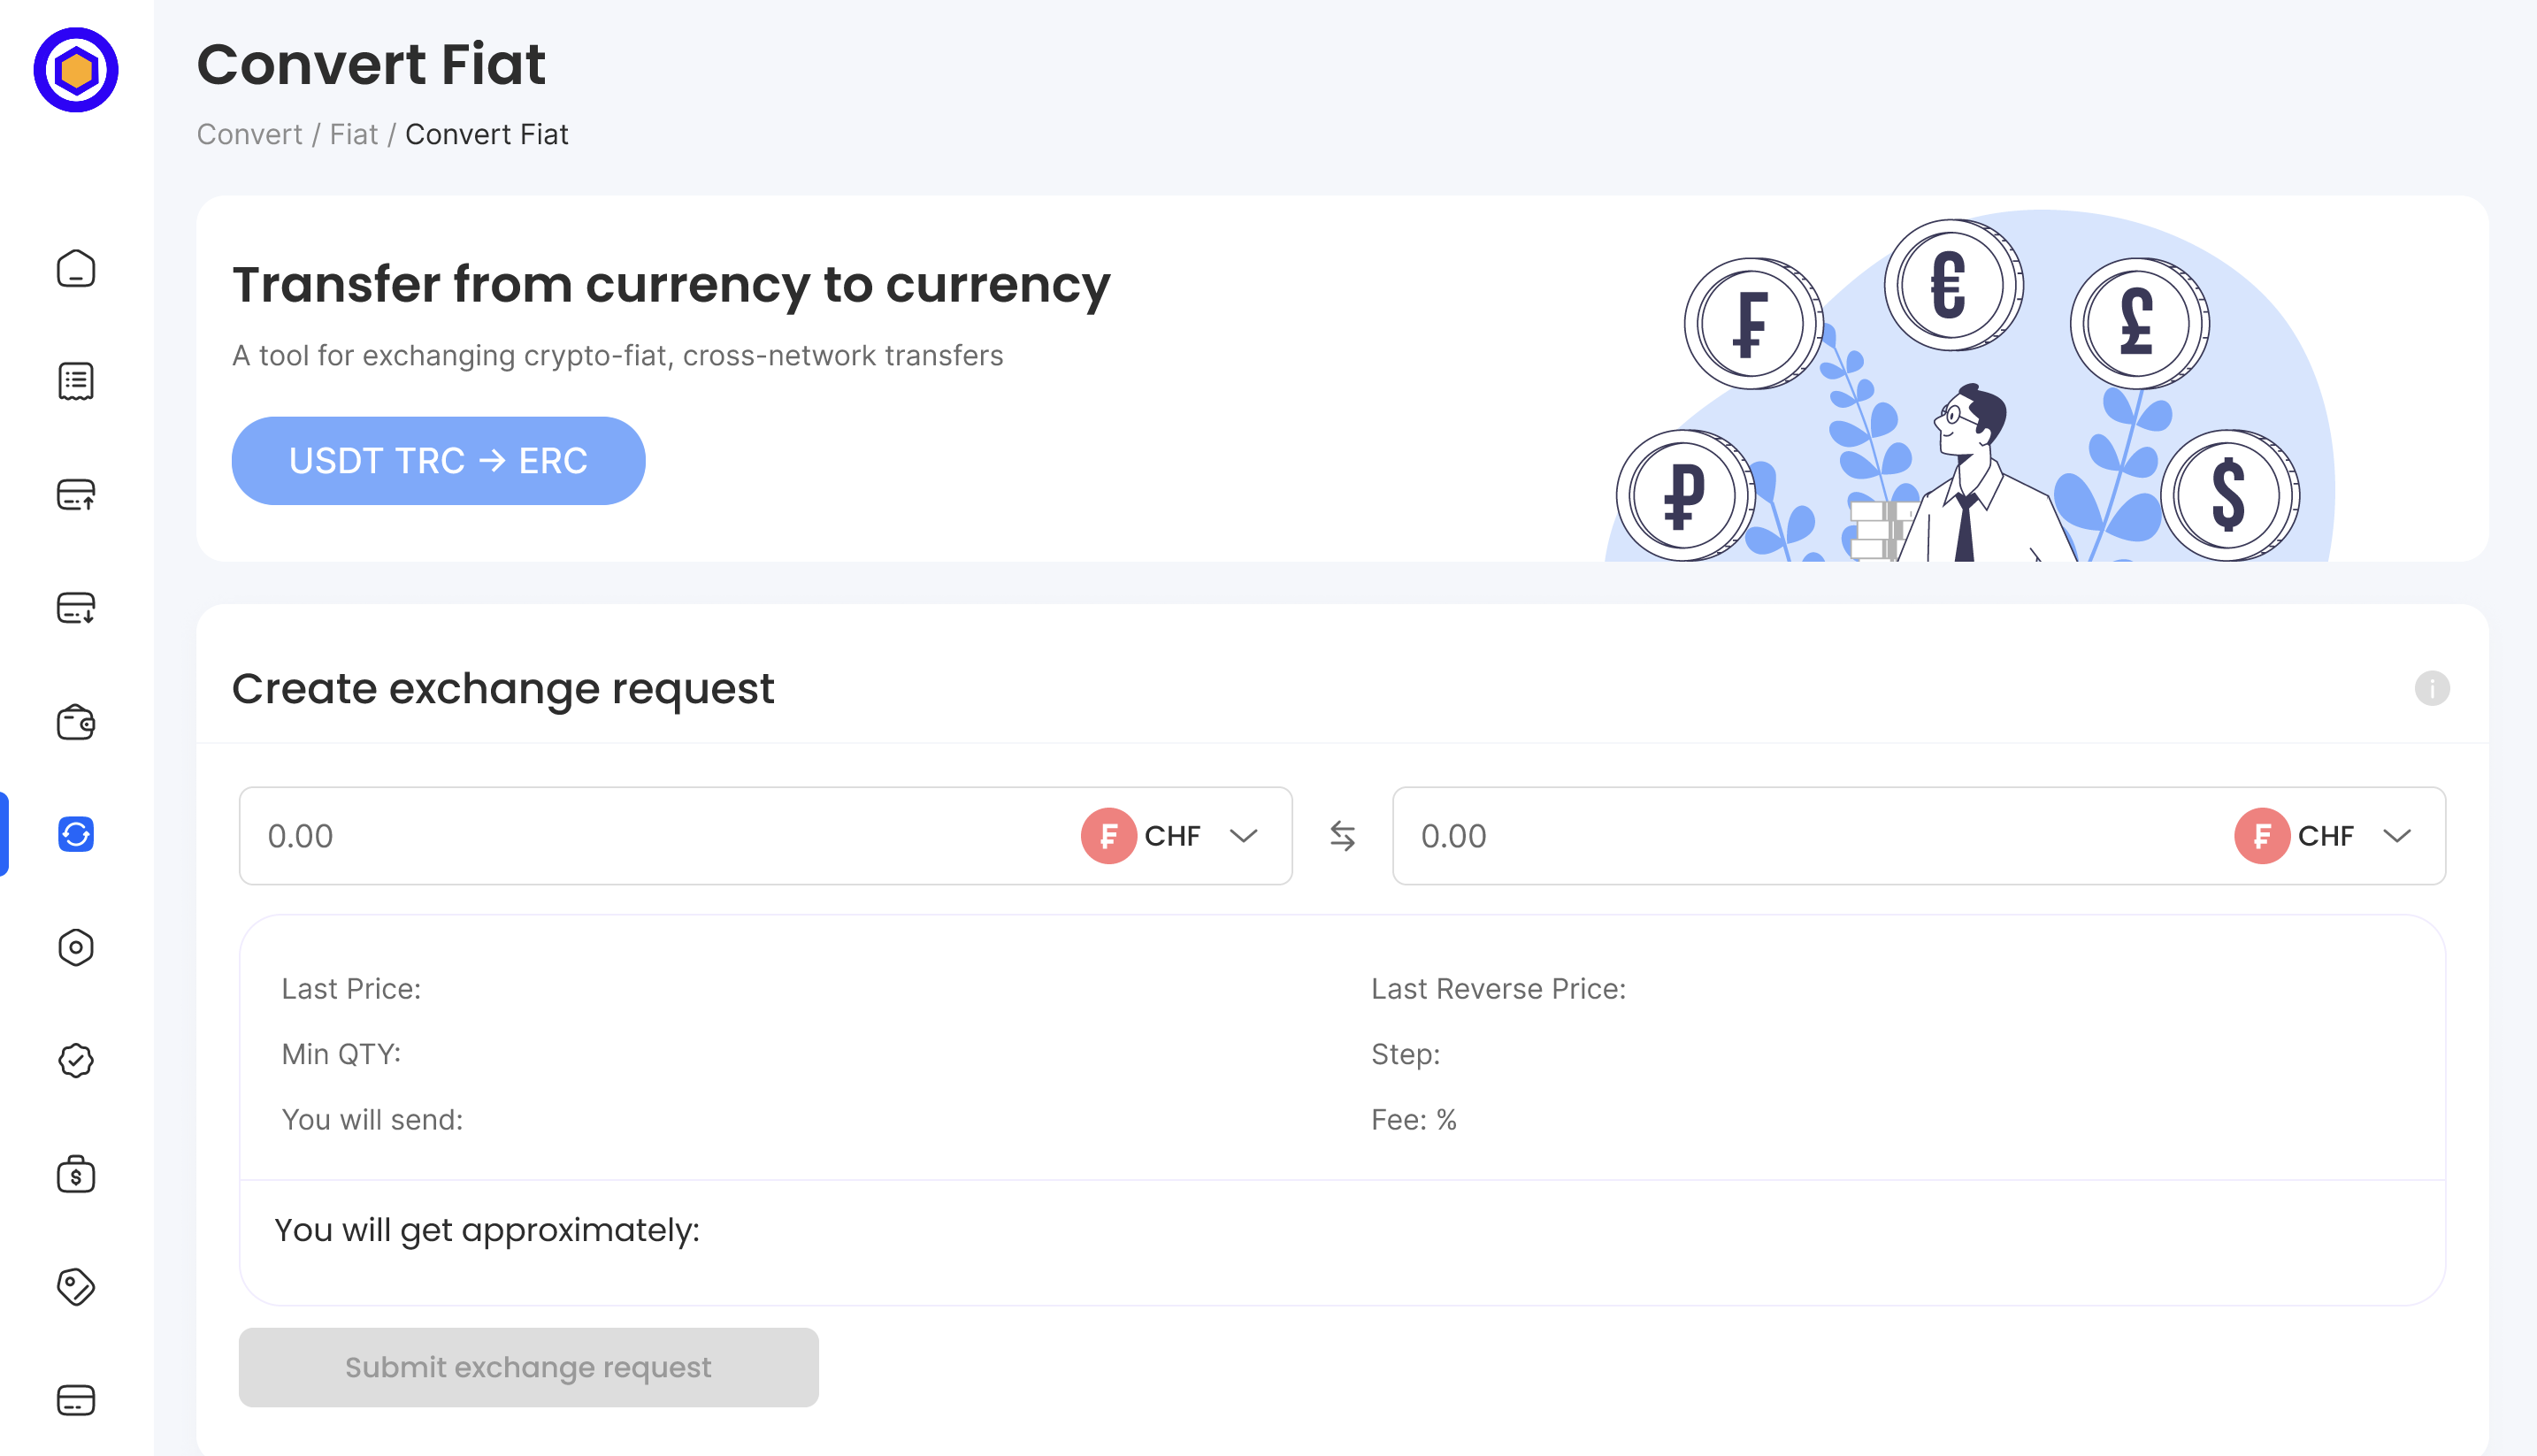 Convert Fiat
Convert / Fiat / Convert Fiat
Transfer from currency to currency
A tool for exchanging crypto-fiat, cross-network transfers
USDT TRC → ERC
₣
€
£
₽
$
Create exchange request
i
0.00
₣ CHF
0.00
₣ CHF
Last Price:
Last Reverse Price:
Min QTY:
Step:
You will send:
Fee: %
You will get approximately:
Submit exchange request